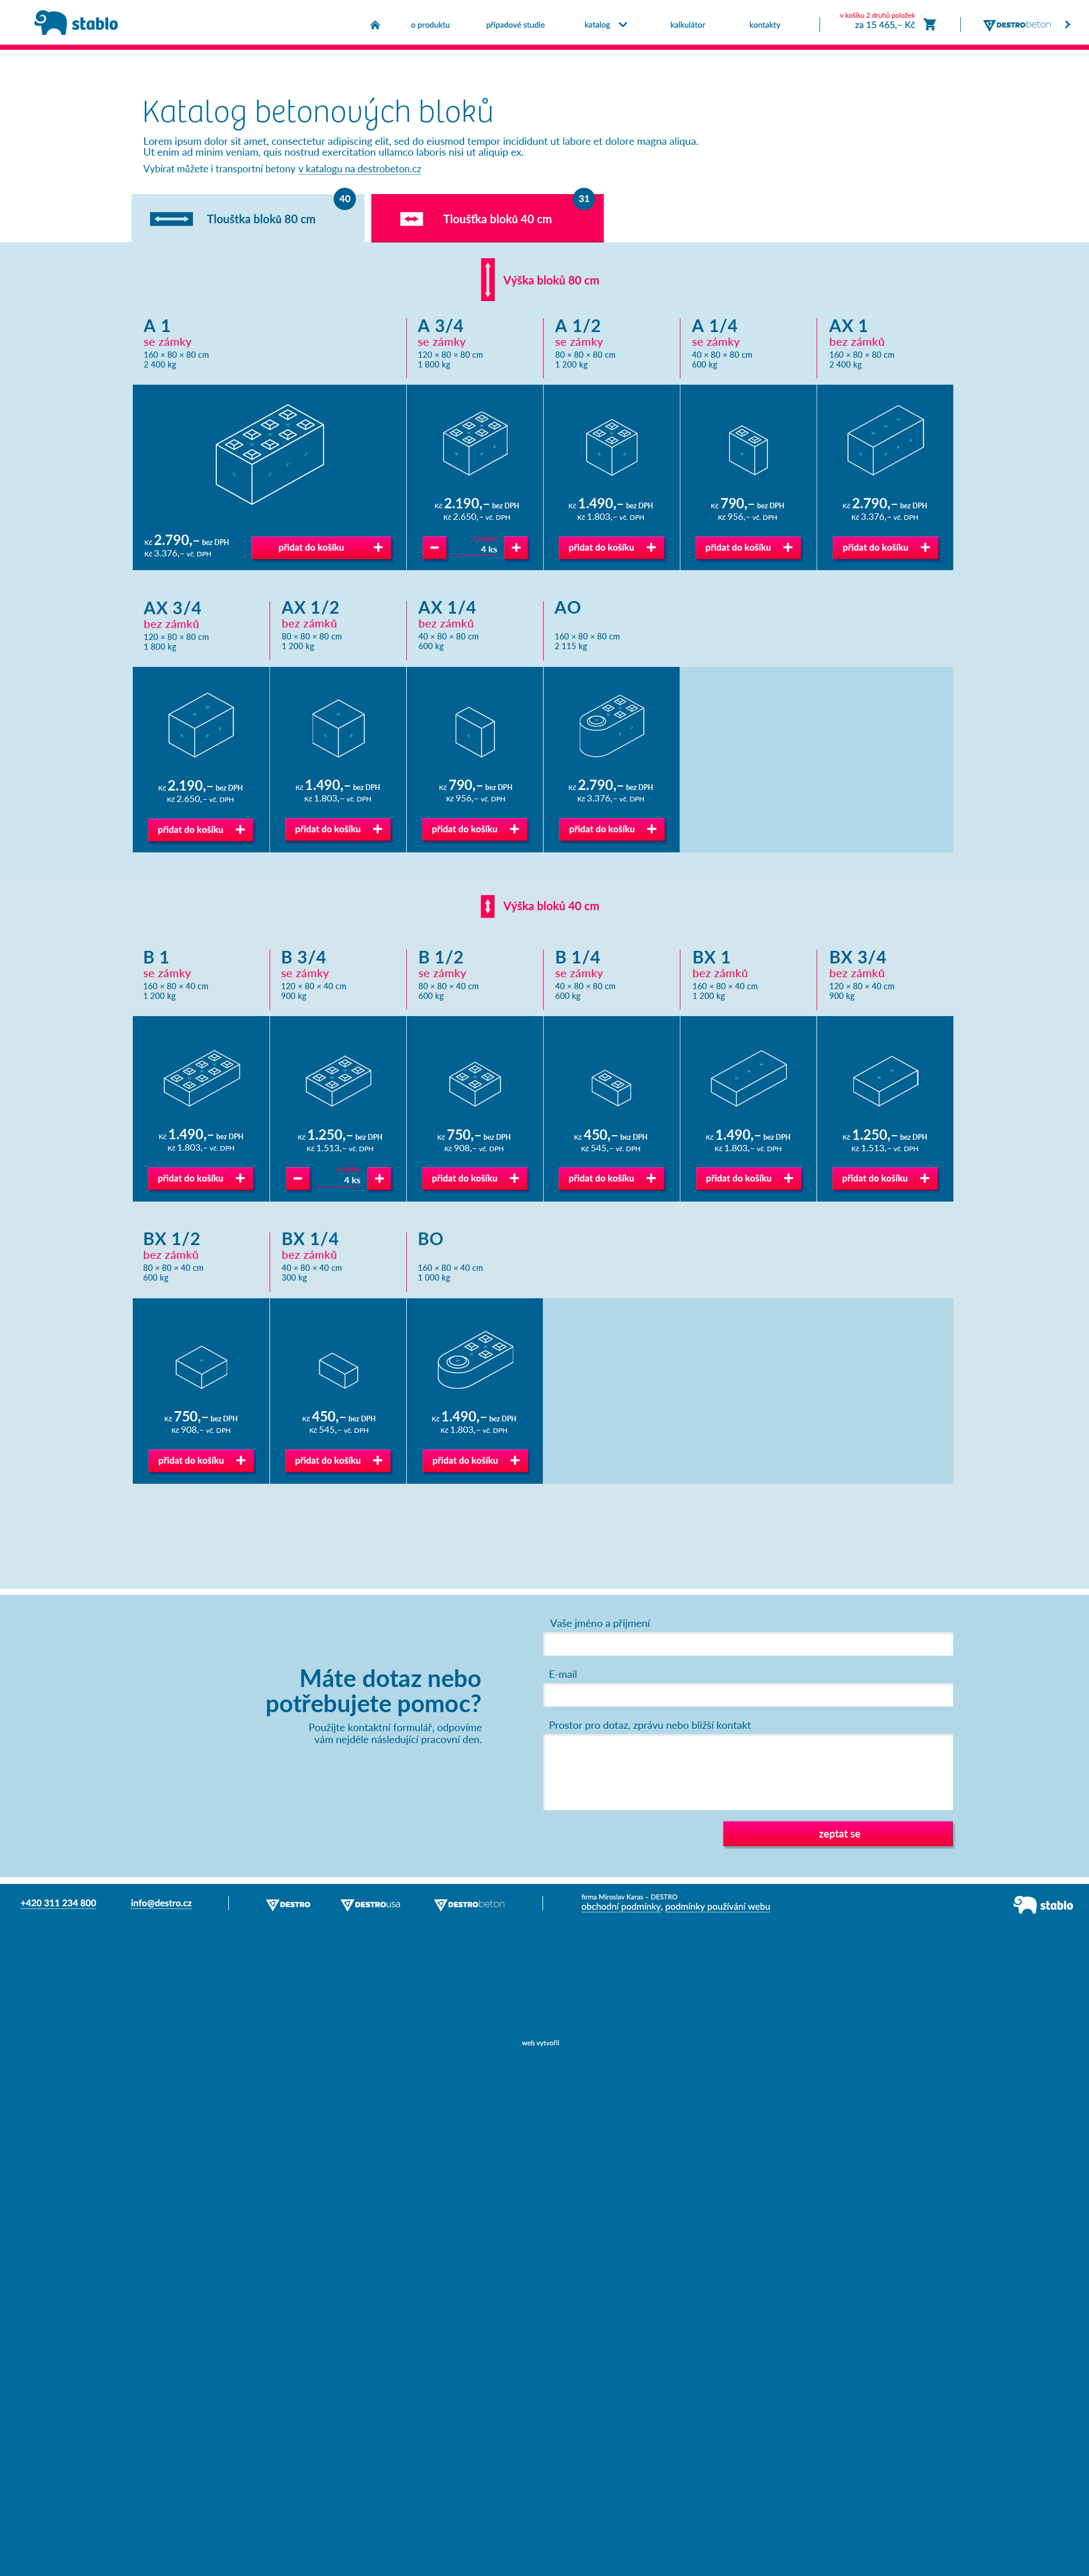 stablo
o produktu
případové studie
katalog
kalkulátor
kontakty
v košíku 2 druhů položek
za 15 465,– Kč
DESTRObeton
Katalog betonových bloků
Lorem ipsum dolor sit amet, consectetur adipiscing elit, sed do eiusmod tempor incididunt ut labore et dolore magna aliqua.
Ut enim ad minim veniam, quis nostrud exercitation ullamco laboris nisi ut aliquip ex.
Vybírat můžete i transportní betony v katalogu na destrobeton.cz
40
Tloušťka bloků 80 cm
31
Tloušťka bloků 40 cm
Výška bloků 80 cm
A 1
se zámky
160 × 80 × 80 cm
2 400 kg
A 3/4
se zámky
120 × 80 × 80 cm
1 800 kg
A 1/2
se zámky
80 × 80 × 80 cm
1 200 kg
A 1/4
se zámky
40 × 80 × 80 cm
600 kg
AX 1
bez zámků
160 × 80 × 80 cm
2 400 kg
Kč 2.790,– bez DPH
Kč 3.376,– vč. DPH
přidat do košíku
Kč 2.190,– bez DPH
Kč 2.650,– vč. DPH
4 ks
Kč 1.490,– bez DPH
Kč 1.803,– vč. DPH
přidat do košíku
Kč 790,– bez DPH
Kč 956,– vč. DPH
přidat do košíku
Kč 2.790,– bez DPH
Kč 3.376,– vč. DPH
přidat do košíku
AX 3/4
bez zámků
120 × 80 × 80 cm
1 800 kg
AX 1/2
bez zámků
80 × 80 × 80 cm
1 200 kg
AX 1/4
bez zámků
40 × 80 × 80 cm
600 kg
AO
160 × 80 × 80 cm
2 115 kg
Kč 2.190,– bez DPH
Kč 2.650,– vč. DPH
přidat do košíku
Kč 1.490,– bez DPH
Kč 1.803,– vč. DPH
přidat do košíku
Kč 790,– bez DPH
Kč 956,– vč. DPH
přidat do košíku
Kč 2.790,– bez DPH
Kč 3.376,– vč. DPH
přidat do košíku
Výška bloků 40 cm
B 1
se zámky
160 × 80 × 40 cm
1 200 kg
B 3/4
se zámky
120 × 80 × 40 cm
900 kg
B 1/2
se zámky
80 × 80 × 40 cm
600 kg
B 1/4
se zámky
40 × 80 × 80 cm
600 kg
BX 1
bez zámků
160 × 80 × 40 cm
1 200 kg
BX 3/4
bez zámků
120 × 80 × 40 cm
900 kg
Kč 1.490,– bez DPH
Kč 1.803,– vč. DPH
přidat do košíku
Kč 1.250,– bez DPH
Kč 1.513,– vč. DPH
4 ks
Kč 750,– bez DPH
Kč 908,– vč. DPH
přidat do košíku
Kč 450,– bez DPH
Kč 545,– vč. DPH
přidat do košíku
Kč 1.490,– bez DPH
Kč 1.803,– vč. DPH
přidat do košíku
Kč 1.250,– bez DPH
Kč 1.513,– vč. DPH
přidat do košíku
BX 1/2
bez zámků
80 × 80 × 40 cm
600 kg
BX 1/4
bez zámků
40 × 80 × 40 cm
300 kg
BO
160 × 80 × 40 cm
1 000 kg
Kč 750,– bez DPH
Kč 908,– vč. DPH
přidat do košíku
Kč 450,– bez DPH
Kč 545,– vč. DPH
přidat do košíku
Kč 1.490,– bez DPH
Kč 1.803,– vč. DPH
přidat do košíku
Máte dotaz nebo
potřebujete pomoc?
Použijte kontaktní formulář, odpovíme
vám nejdéle následující pracovní den.
Vaše jméno a přijmení
E-mail
Prostor pro dotaz, zprávu nebo bližší kontakt
zeptat se
+420 311 234 800
info@destro.cz
DESTRO
DESTROusa
DESTRObeton
firma Miroslav Karas – DESTRO
obchodní podmínky, podmínky používání webu
stablo
web vytvořil